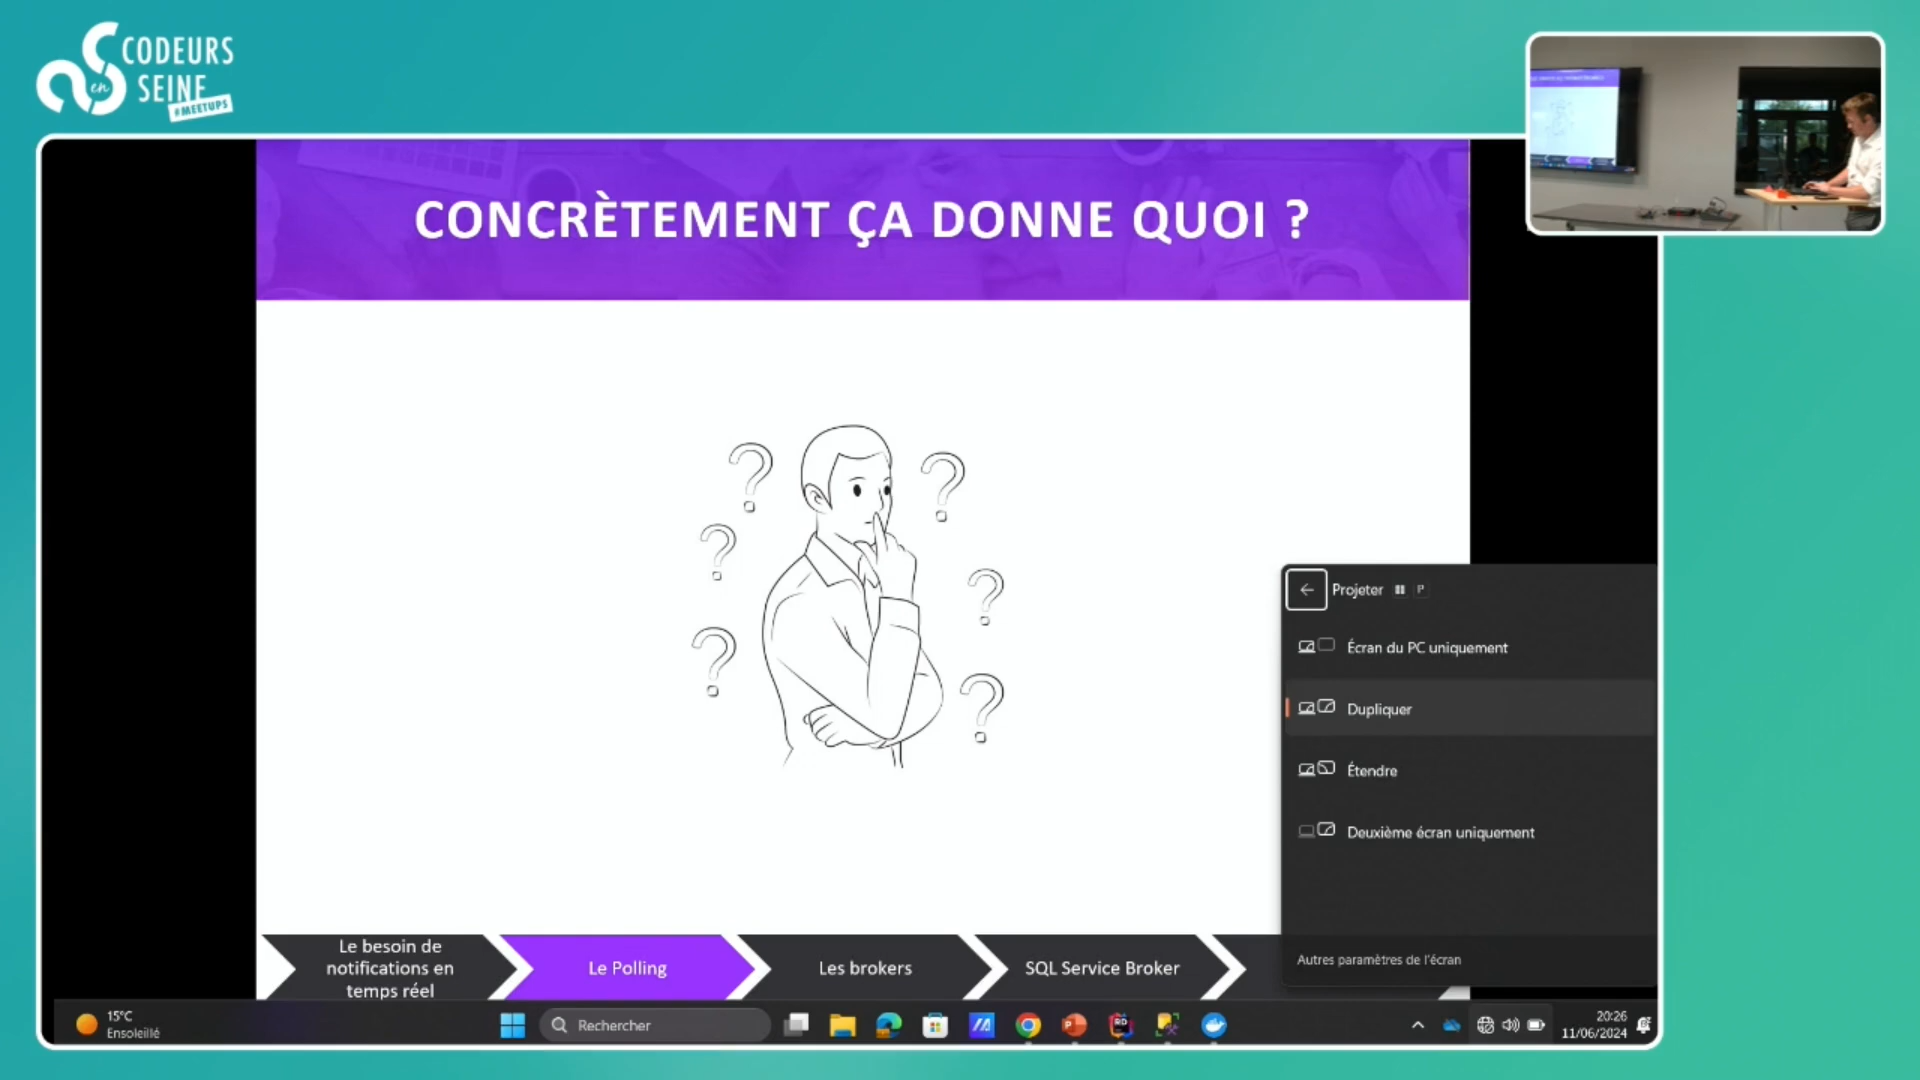 CODEURS
en SEINE
#MEETUPS
CONCRÈTEMENT ÇA DONNE QUOI ?
Projeter P
Écran du PC uniquement
Dupliquer
Étendre
Deuxième écran uniquement
Autres paramètres de l'écran
Le besoin de
notifications en
temps réel
Le Polling
Les brokers
SQL Service Broker
15°C
Ensoleillé
Rechercher
RD
20:26
11/06/2024